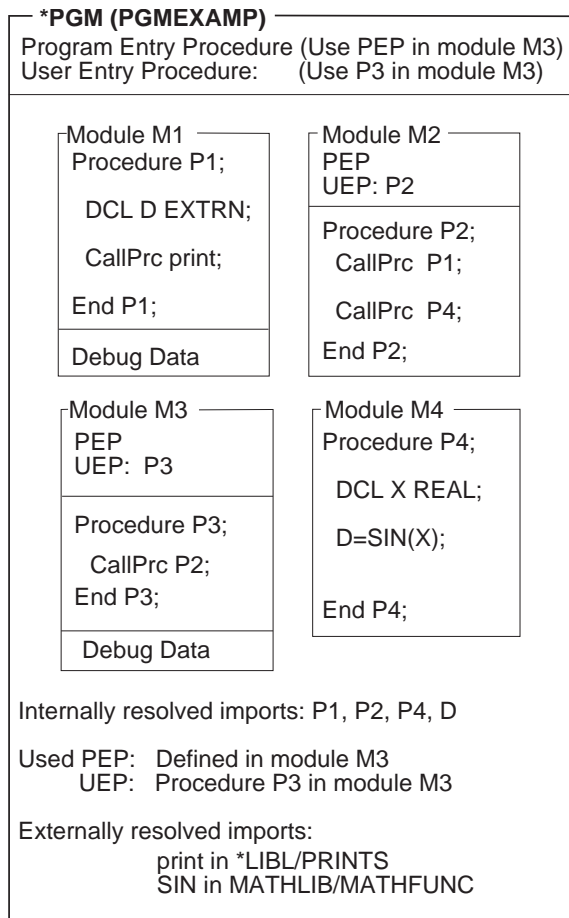 *PGM (PGMEXAMP)
Program Entry Procedure (Use PEP in module M3)
User Entry Procedure: (Use P3 in module M3)
Module M1
Procedure P1;
DCL D EXTRN;
CallPrc print;
End P1;
Debug Data
Module M2
PEP
UEP: P2
Procedure P2;
CallPrc P1;
CallPrc P4;
End P2;
Module M3
PEP
UEP: P3
Procedure P3;
CallPrc P2;
End P3;
Debug Data
Module M4
Procedure P4;
DCL X REAL;
D=SIN(X);
End P4;
Internally resolved imports: P1, P2, P4, D
Used PEP: Defined in module M3
UEP: Procedure P3 in module M3
Externally resolved imports:
print in *LIBL/PRINTS
SIN in MATHLIB/MATHFUNC